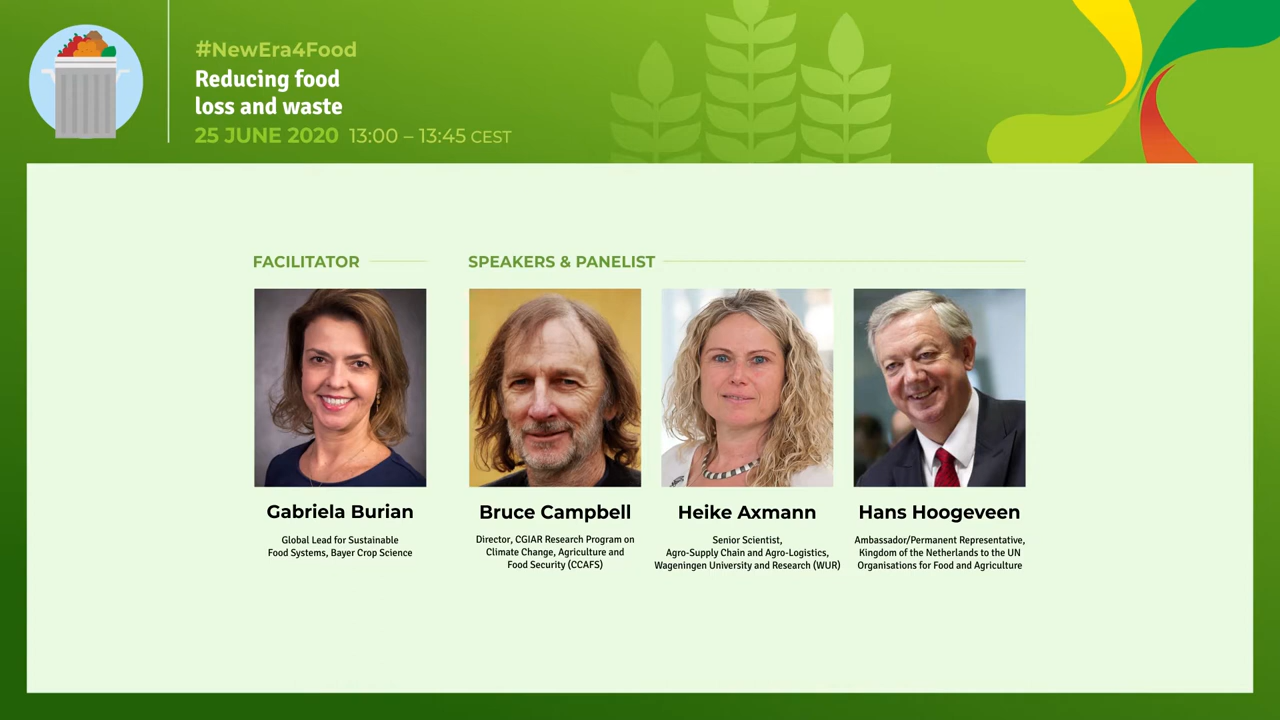 #NewEra4Food
Reducing food
loss and waste
25 JUNE 2020 13:00 – 13:45 CEST
FACILITATOR
SPEAKERS & PANELIST
Gabriela Burian
Global Lead for Sustainable
Food Systems, Bayer Crop Science
Bruce Campbell
Director, CGIAR Research Program on
Climate Change, Agriculture and
Food Security (CCAFS)
Heike Axmann
Senior Scientist,
Agro-Supply Chain and Agro-Logistics,
Wageningen University and Research (WUR)
Hans Hoogeveen
Ambassador/Permanent Representative,
Kingdom of the Netherlands to the UN
Organisations for Food and Agriculture